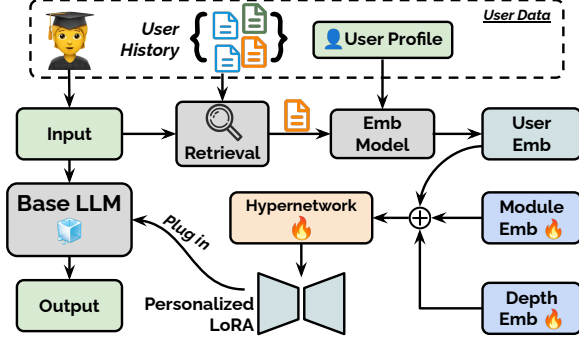 User Data
User
History
User Profile
Input
Retrieval
Emb
Model
User
Emb
Base LLM
Plug in
Hypernetwork
Module
Emb
Output
Personalized
LoRA
Depth
Emb